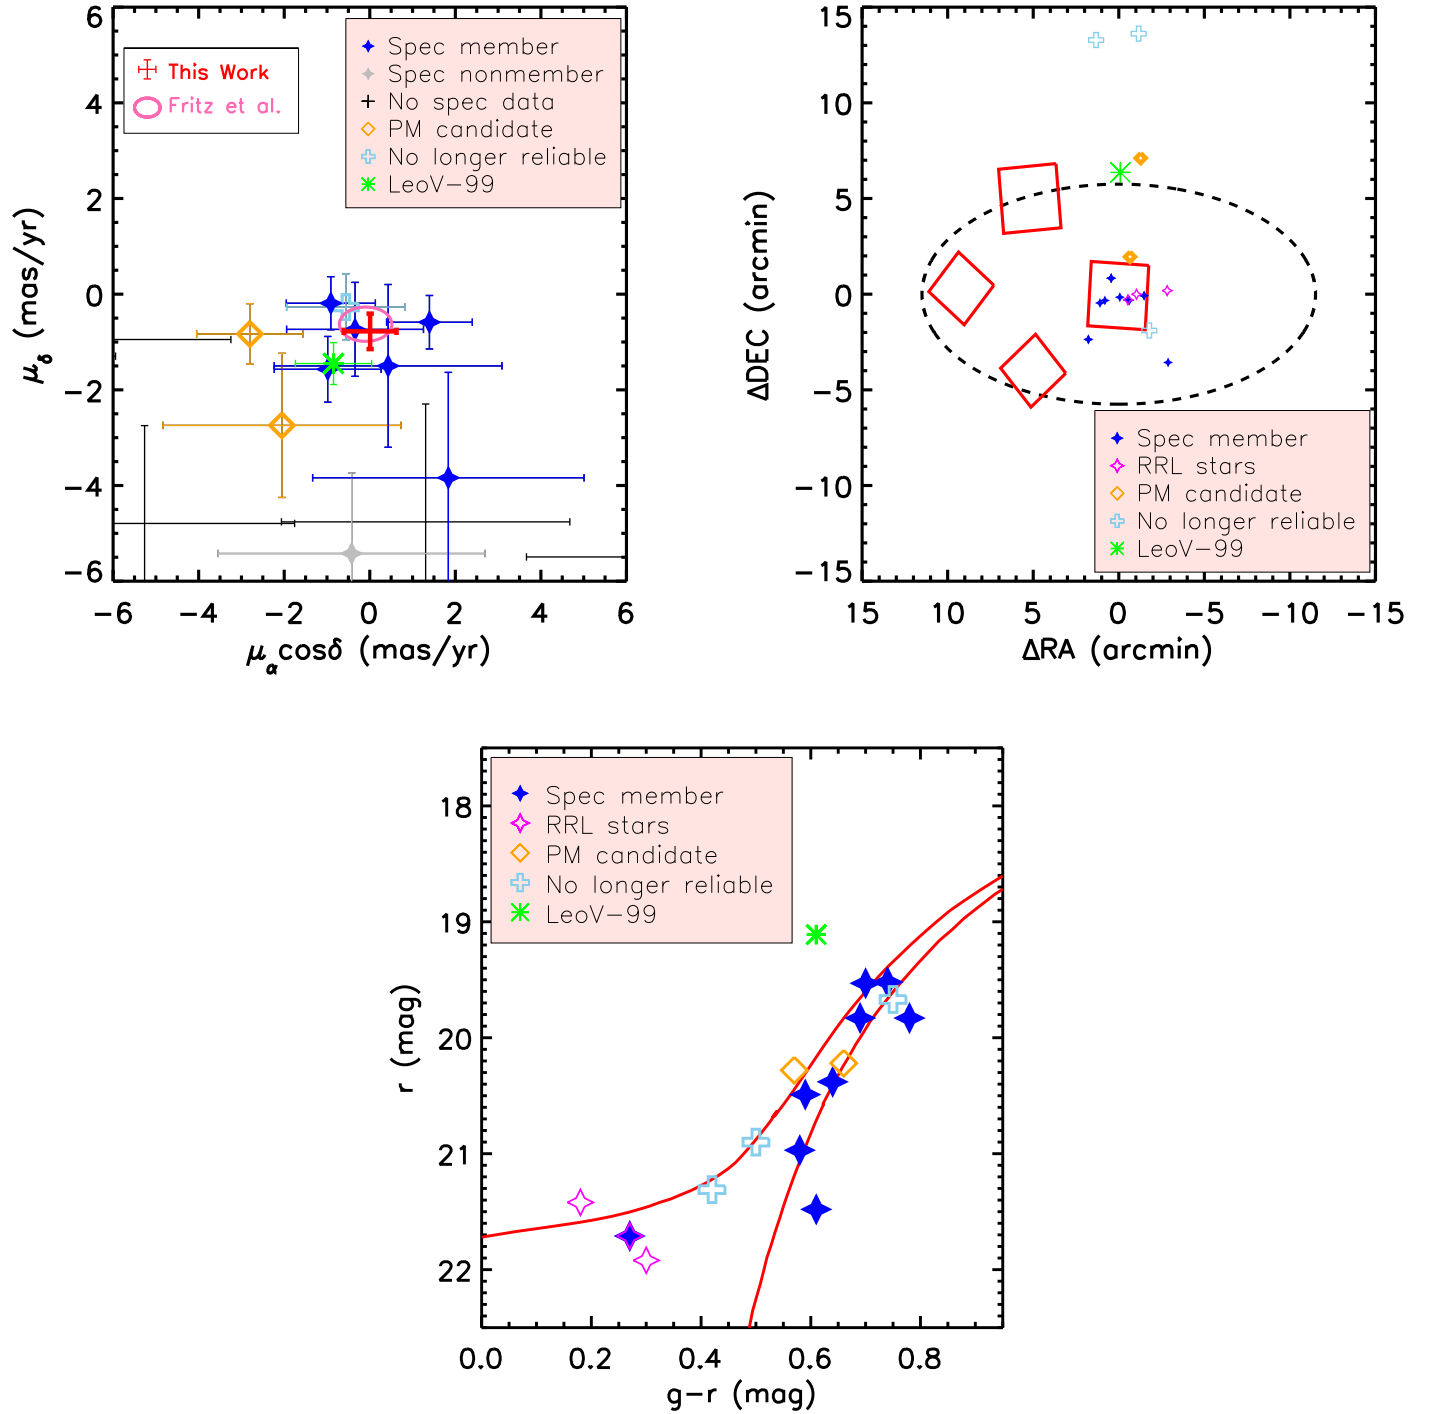 6
4
2
0
−2
−4
−6
−6 −4 −2 0 2 4 6
μ_δ (mas/yr)
μ_α cosδ (mas/yr)
This Work
Fritz et al.
Spec member
Spec nonmember
No spec data
PM candidate
No longer reliable
LeoV−99
15
10
5
0
−5
−10
−15
15 10 5 0 −5 −10 −15
ΔDEC (arcmin)
ΔRA (arcmin)
Spec member
RRL stars
PM candidate
No longer reliable
LeoV−99
18
19
20
21
22
0.0 0.2 0.4 0.6 0.8
r (mag)
g−r (mag)
Spec member
RRL stars
PM candidate
No longer reliable
LeoV−99